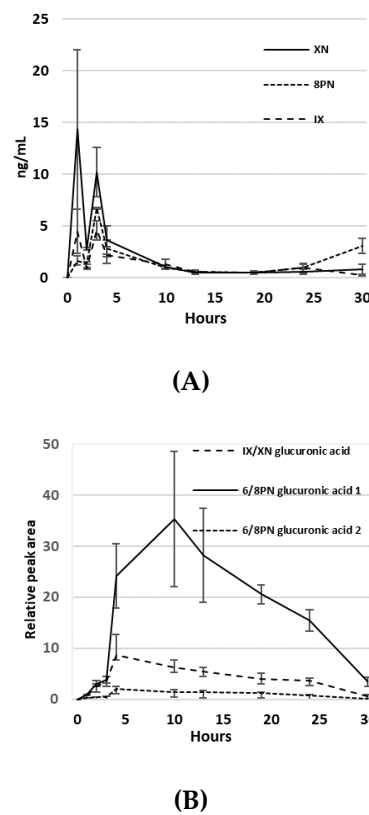 25
20
15
10
5
0
ng/mL
XN
8PN
IX
0 5 10 15 20 25 30
Hours
(A)
50
40
30
20
10
0
Relative peak area
IX/XN glucuronic acid
6/8PN glucuronic acid 1
6/8PN glucuronic acid 2
0 5 10 15 20 25 30
Hours
(B)